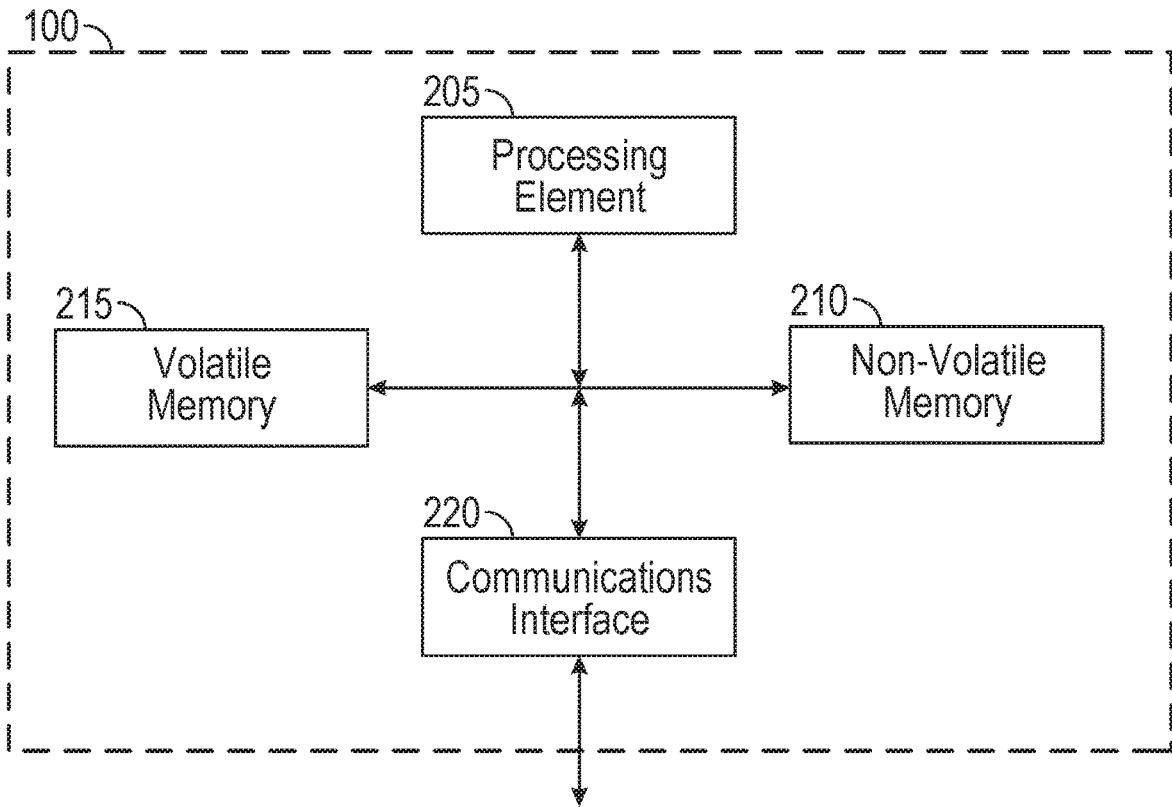 100
205
Processing
Element
215
Volatile
Memory
210
Non-Volatile
Memory
220
Communications
Interface